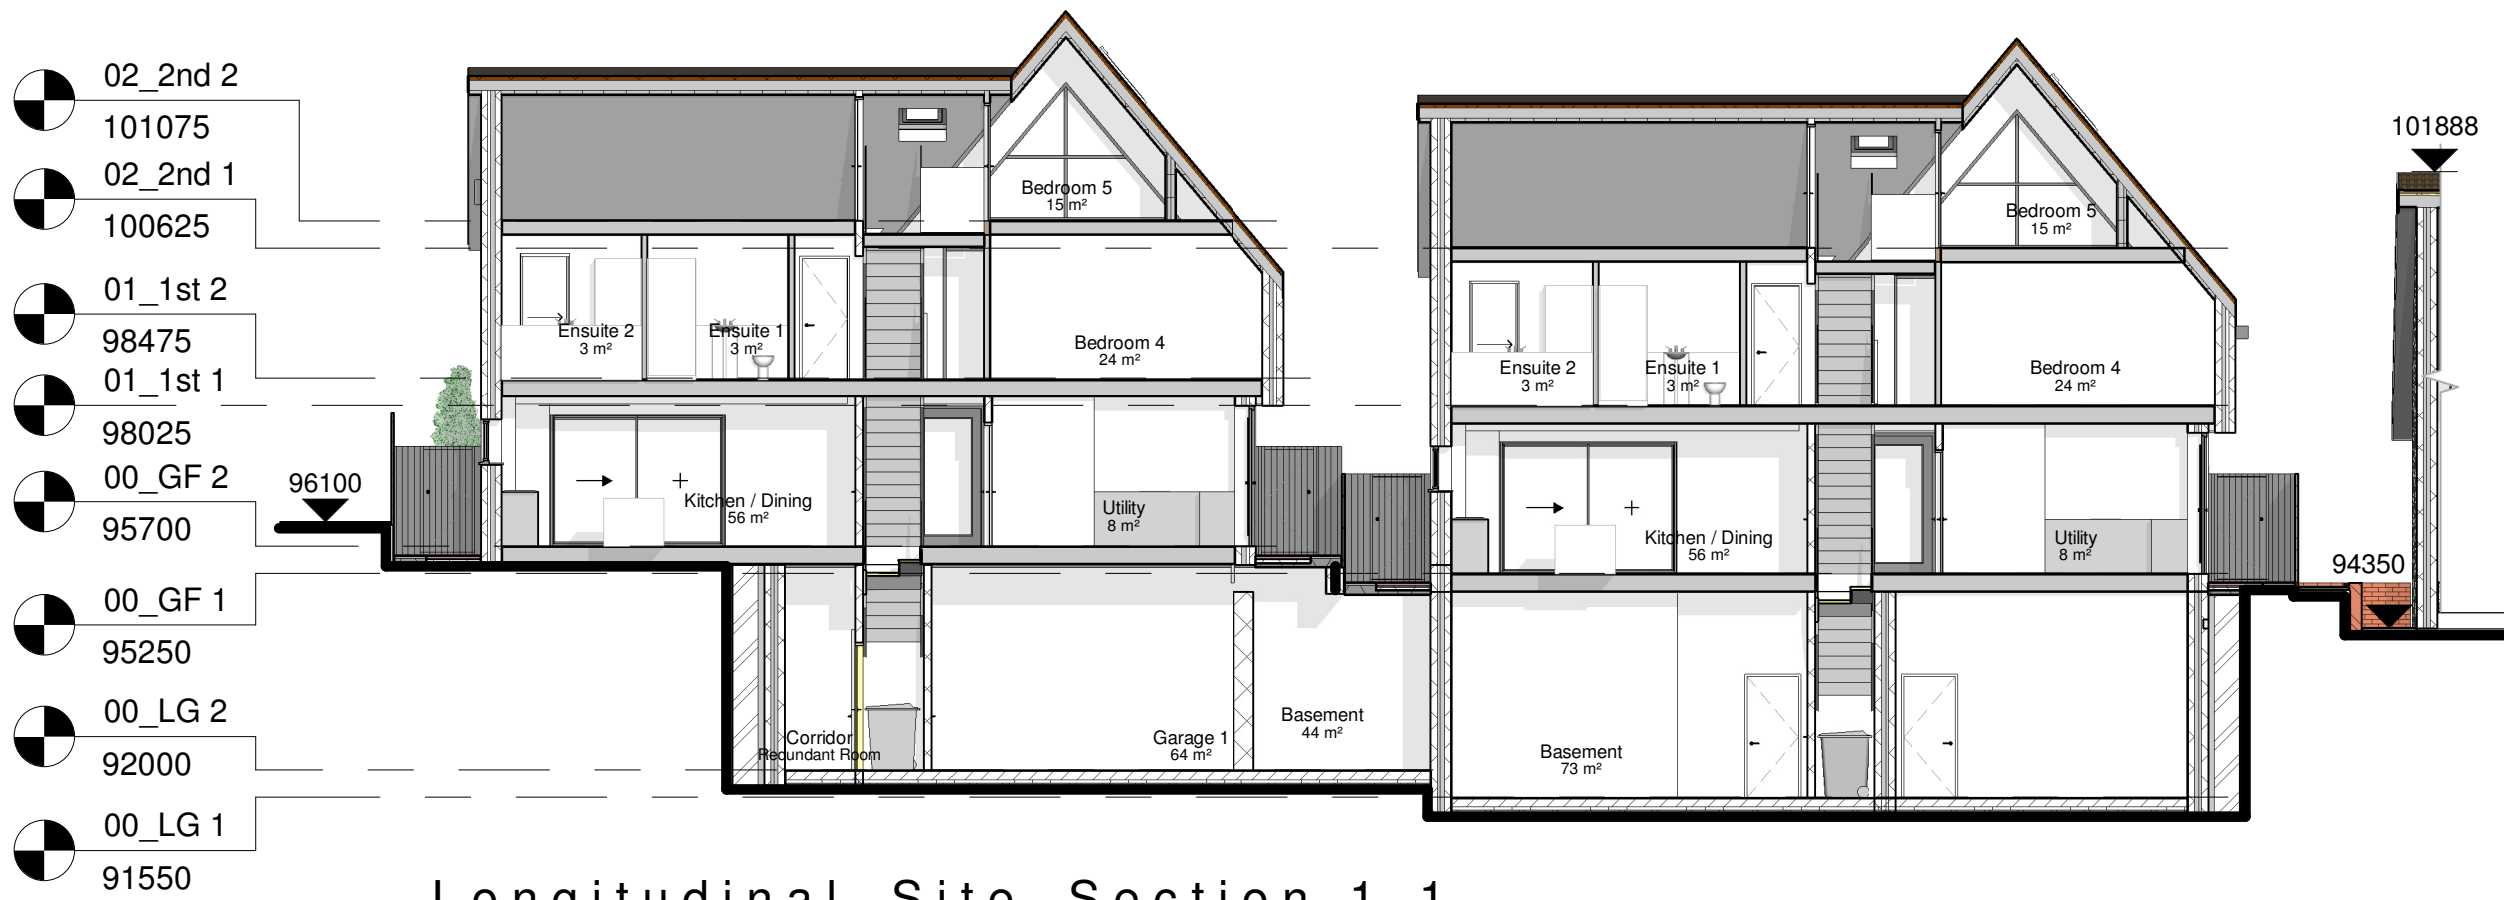 02_2nd 2
101075
02_2nd 1
100625
01_1st 2
98475
01_1st 1
98025
00_GF 2
95700
00_GF 1
95250
00_LG 2
92000
00_LG 1
91550
96100
Bedroom 5
15 m²
Ensuite 2
3 m²
Ensuite 1
3 m²
Bedroom 4
24 m²
Kitchen / Dining
56 m²
Utility
8 m²
Corridor
Redundant Room
Garage 1
64 m²
Basement
44 m²
Bedroom 5
15 m²
Ensuite 2
3 m²
Ensuite 1
3 m²
Bedroom 4
24 m²
Kitchen / Dining
56 m²
Utility
8 m²
Basement
73 m²
101888
94350
Longitudinal Site Section 1_1